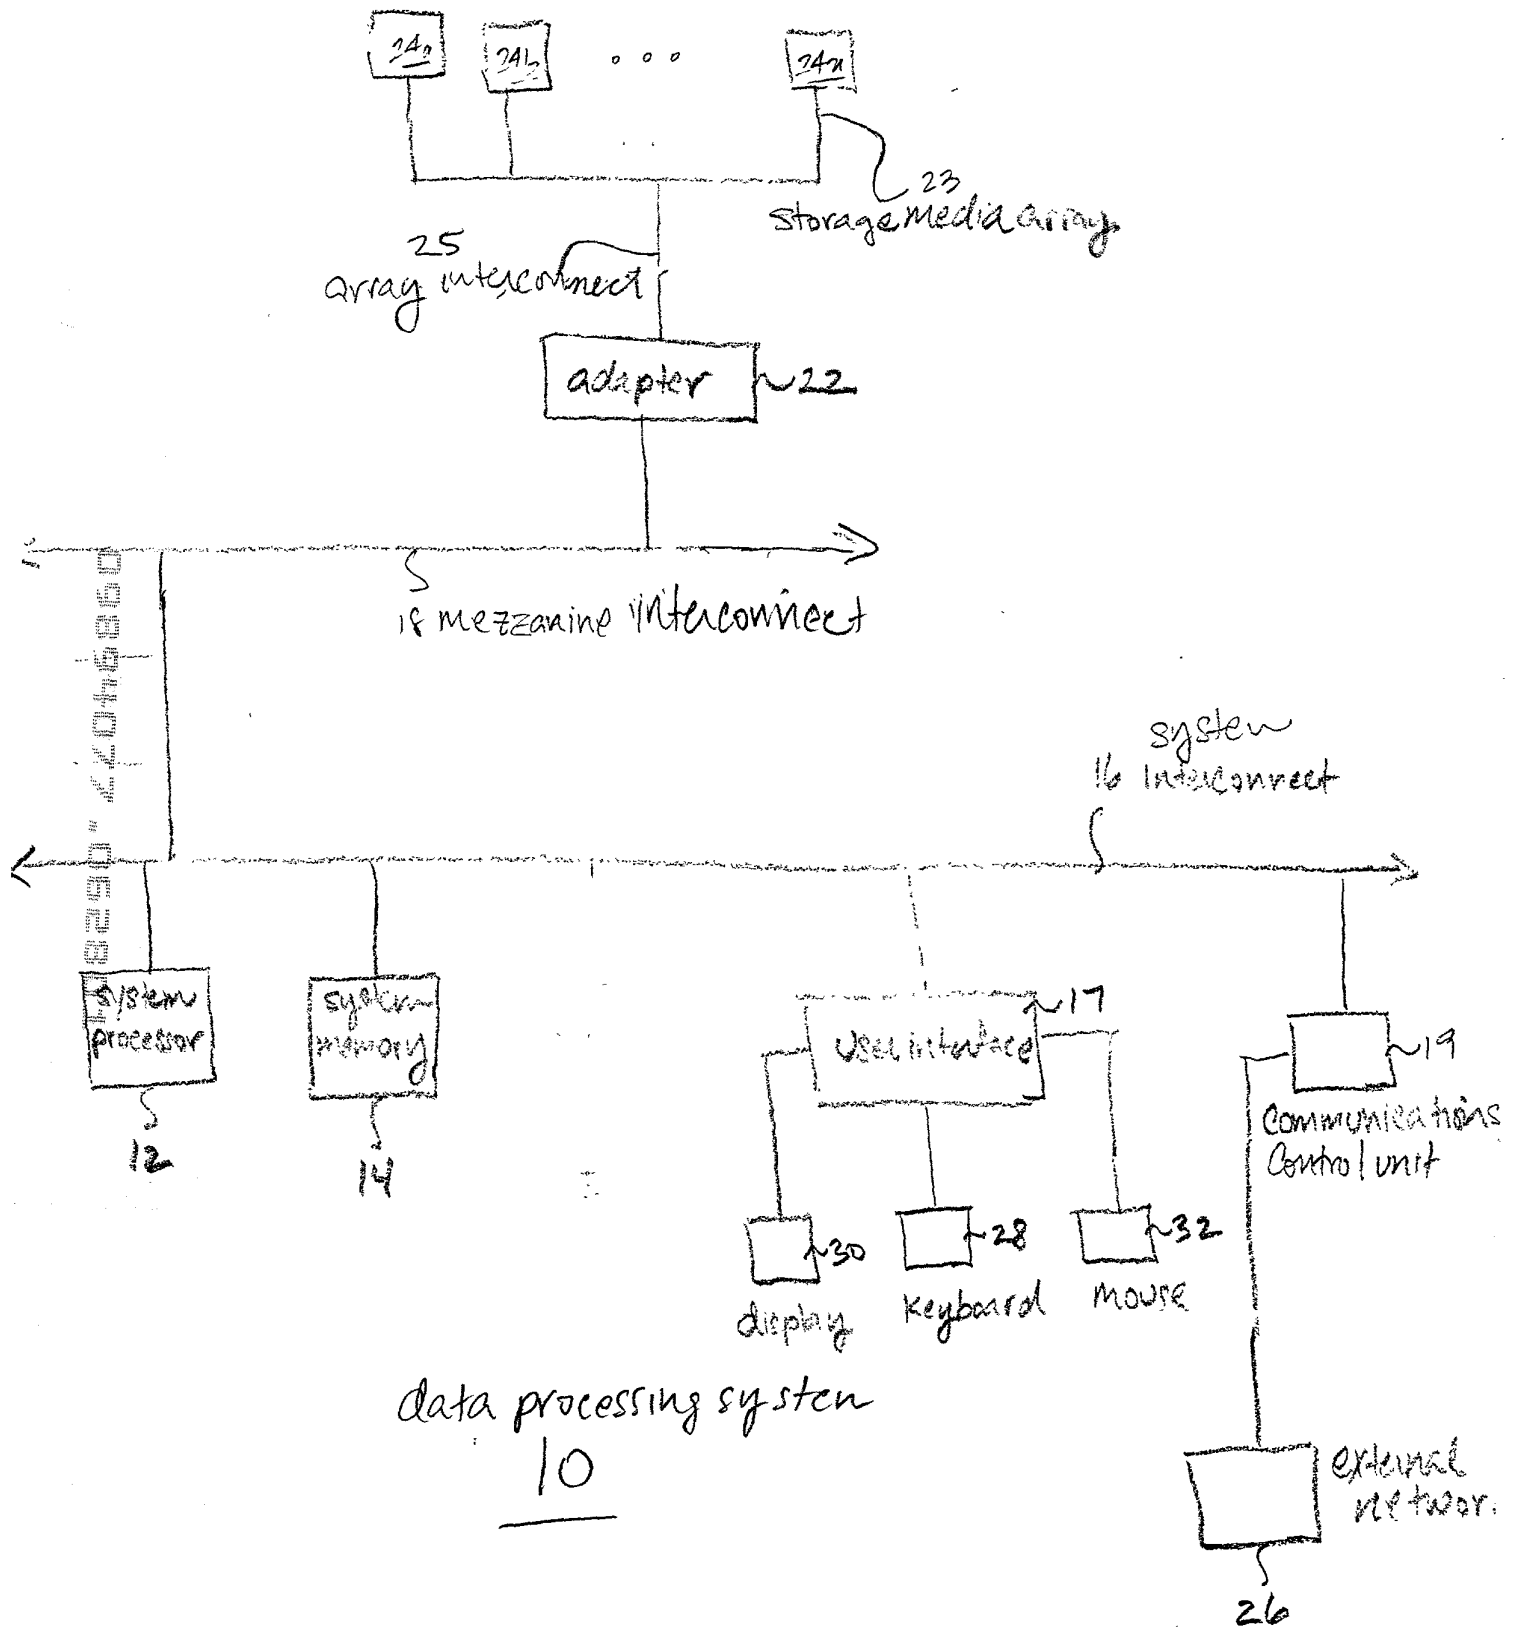 24a 24b ... 24n
23
storage media array
25
array interconnect
adapter 22
18 mezzanine interconnect
system
16 interconnect
system
processor
12
system
memory
14
user interface
17
19
communications
control unit
30
display
28
keyboard
32
mouse
data processing system
10
external
networ
26